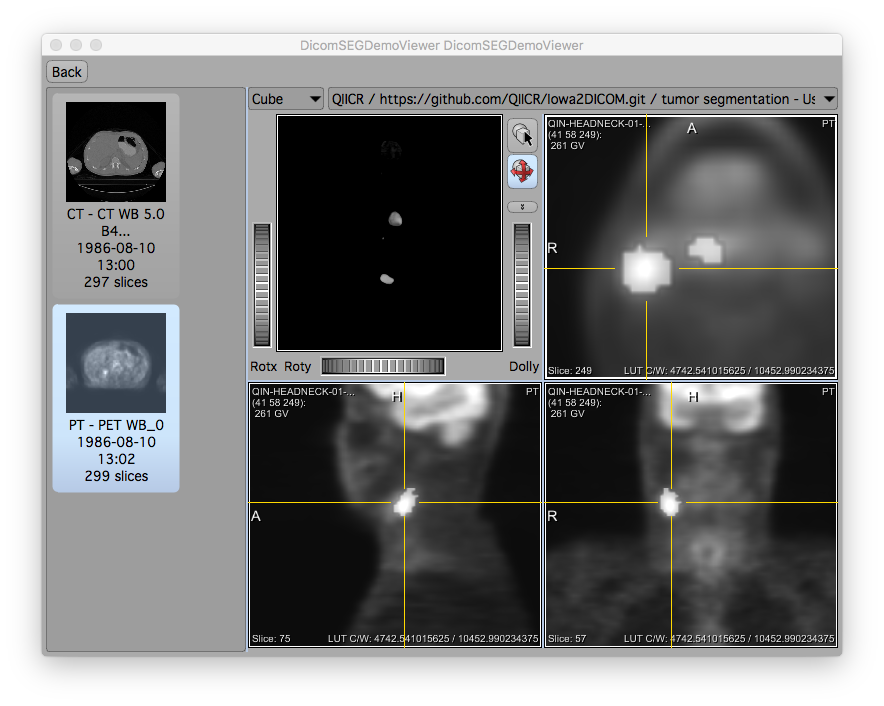 DicomSEGDemoViewer DicomSEGDemoViewer
Back
CT - CT WB 5.0
B4...
1986-08-10
13:00
297 slices
PT - PET WB_0
1986-08-10
13:02
299 slices
Cube
QIICR / https://github.com/QIICR/Iowa2DICOM.git / tumor segmentation - Us
Rotx Roty
Dolly
QIN-HEADNECK-01-...
(41 58 249):
261 GV
A
PT
R
Slice: 249
LUT C/W: 4742.541015625 / 10452.990234375
QIN-HEADNECK-01-...
(41 58 249):
261 GV
H
PT
A
Slice: 75
LUT C/W: 4742.541015625 / 10452.990234375
QIN-HEADNECK-01-...
(41 58 249):
261 GV
H
PT
R
Slice: 57
LUT C/W: 4742.541015625 / 10452.990234375